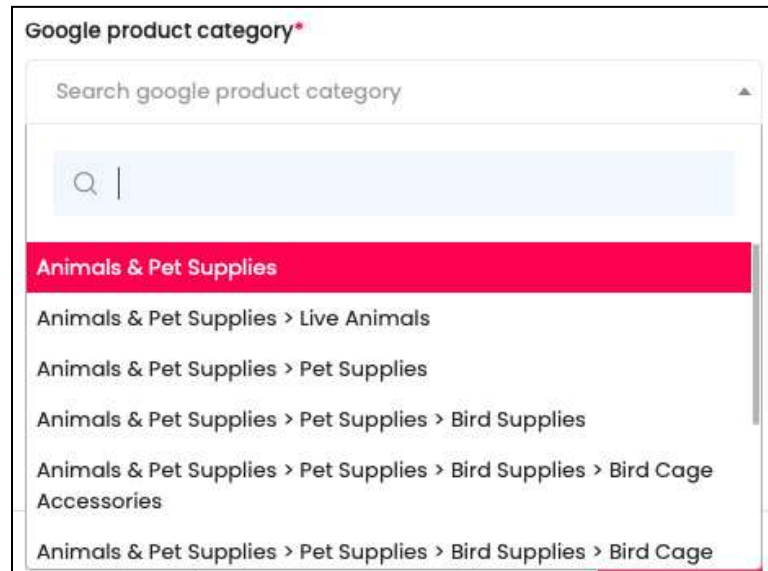 Google product category*
Search google product category
Animals & Pet Supplies
Animals & Pet Supplies > Live Animals
Animals & Pet Supplies > Pet Supplies
Animals & Pet Supplies > Pet Supplies > Bird Supplies
Animals & Pet Supplies > Pet Supplies > Bird Supplies > Bird Cage
Accessories
Animals & Pet Supplies > Pet Supplies > Bird Supplies > Bird Cage